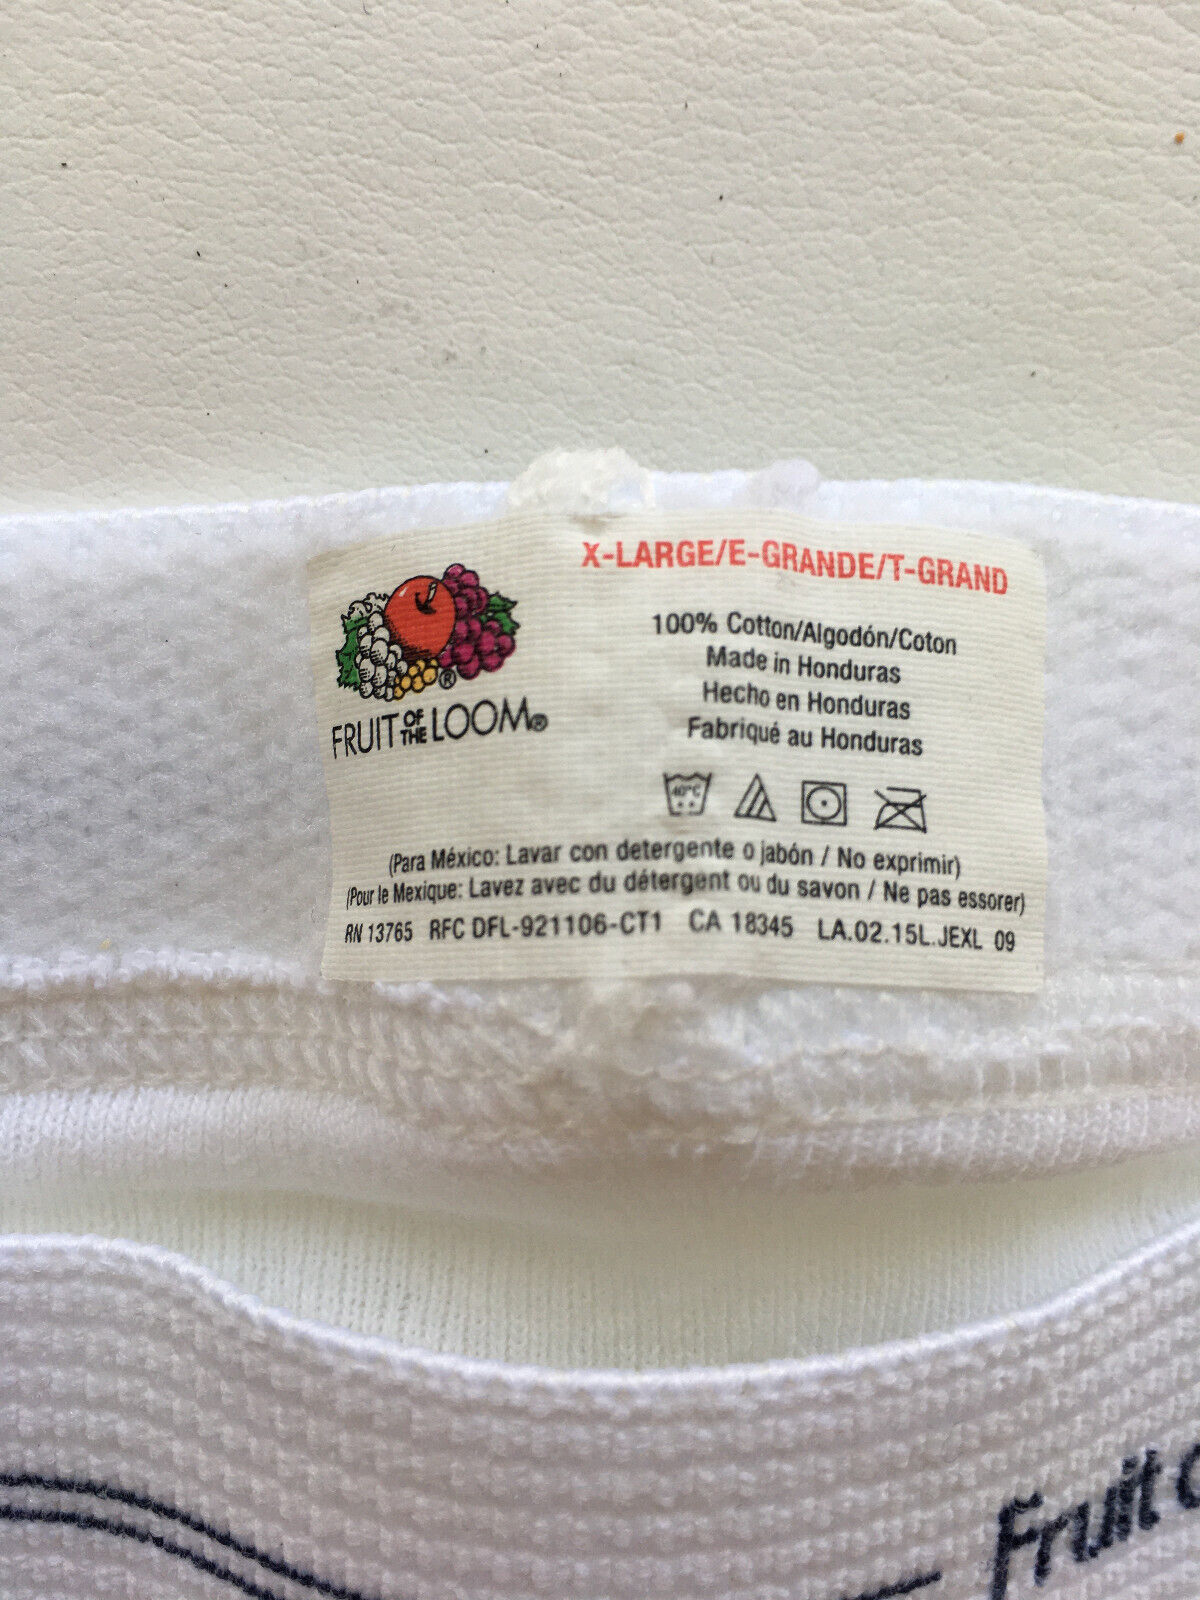 X-LARGE/E-GRANDE/T-GRAND
®
FRUIT OF THE LOOM®
100% Cotton/Algodón/Coton
Made in Honduras
Hecho en Honduras
Fabriqué au Honduras
40°C
(Para México: Lavar con detergente o jabón / No exprimir)
(Pour le Mexique: Lavez avec du détergent ou du savon / Ne pas essorer)
RN 13765 RFC DFL-921106-CT1 CA 18345 LA.02.15L.JEXL 09
Fruit